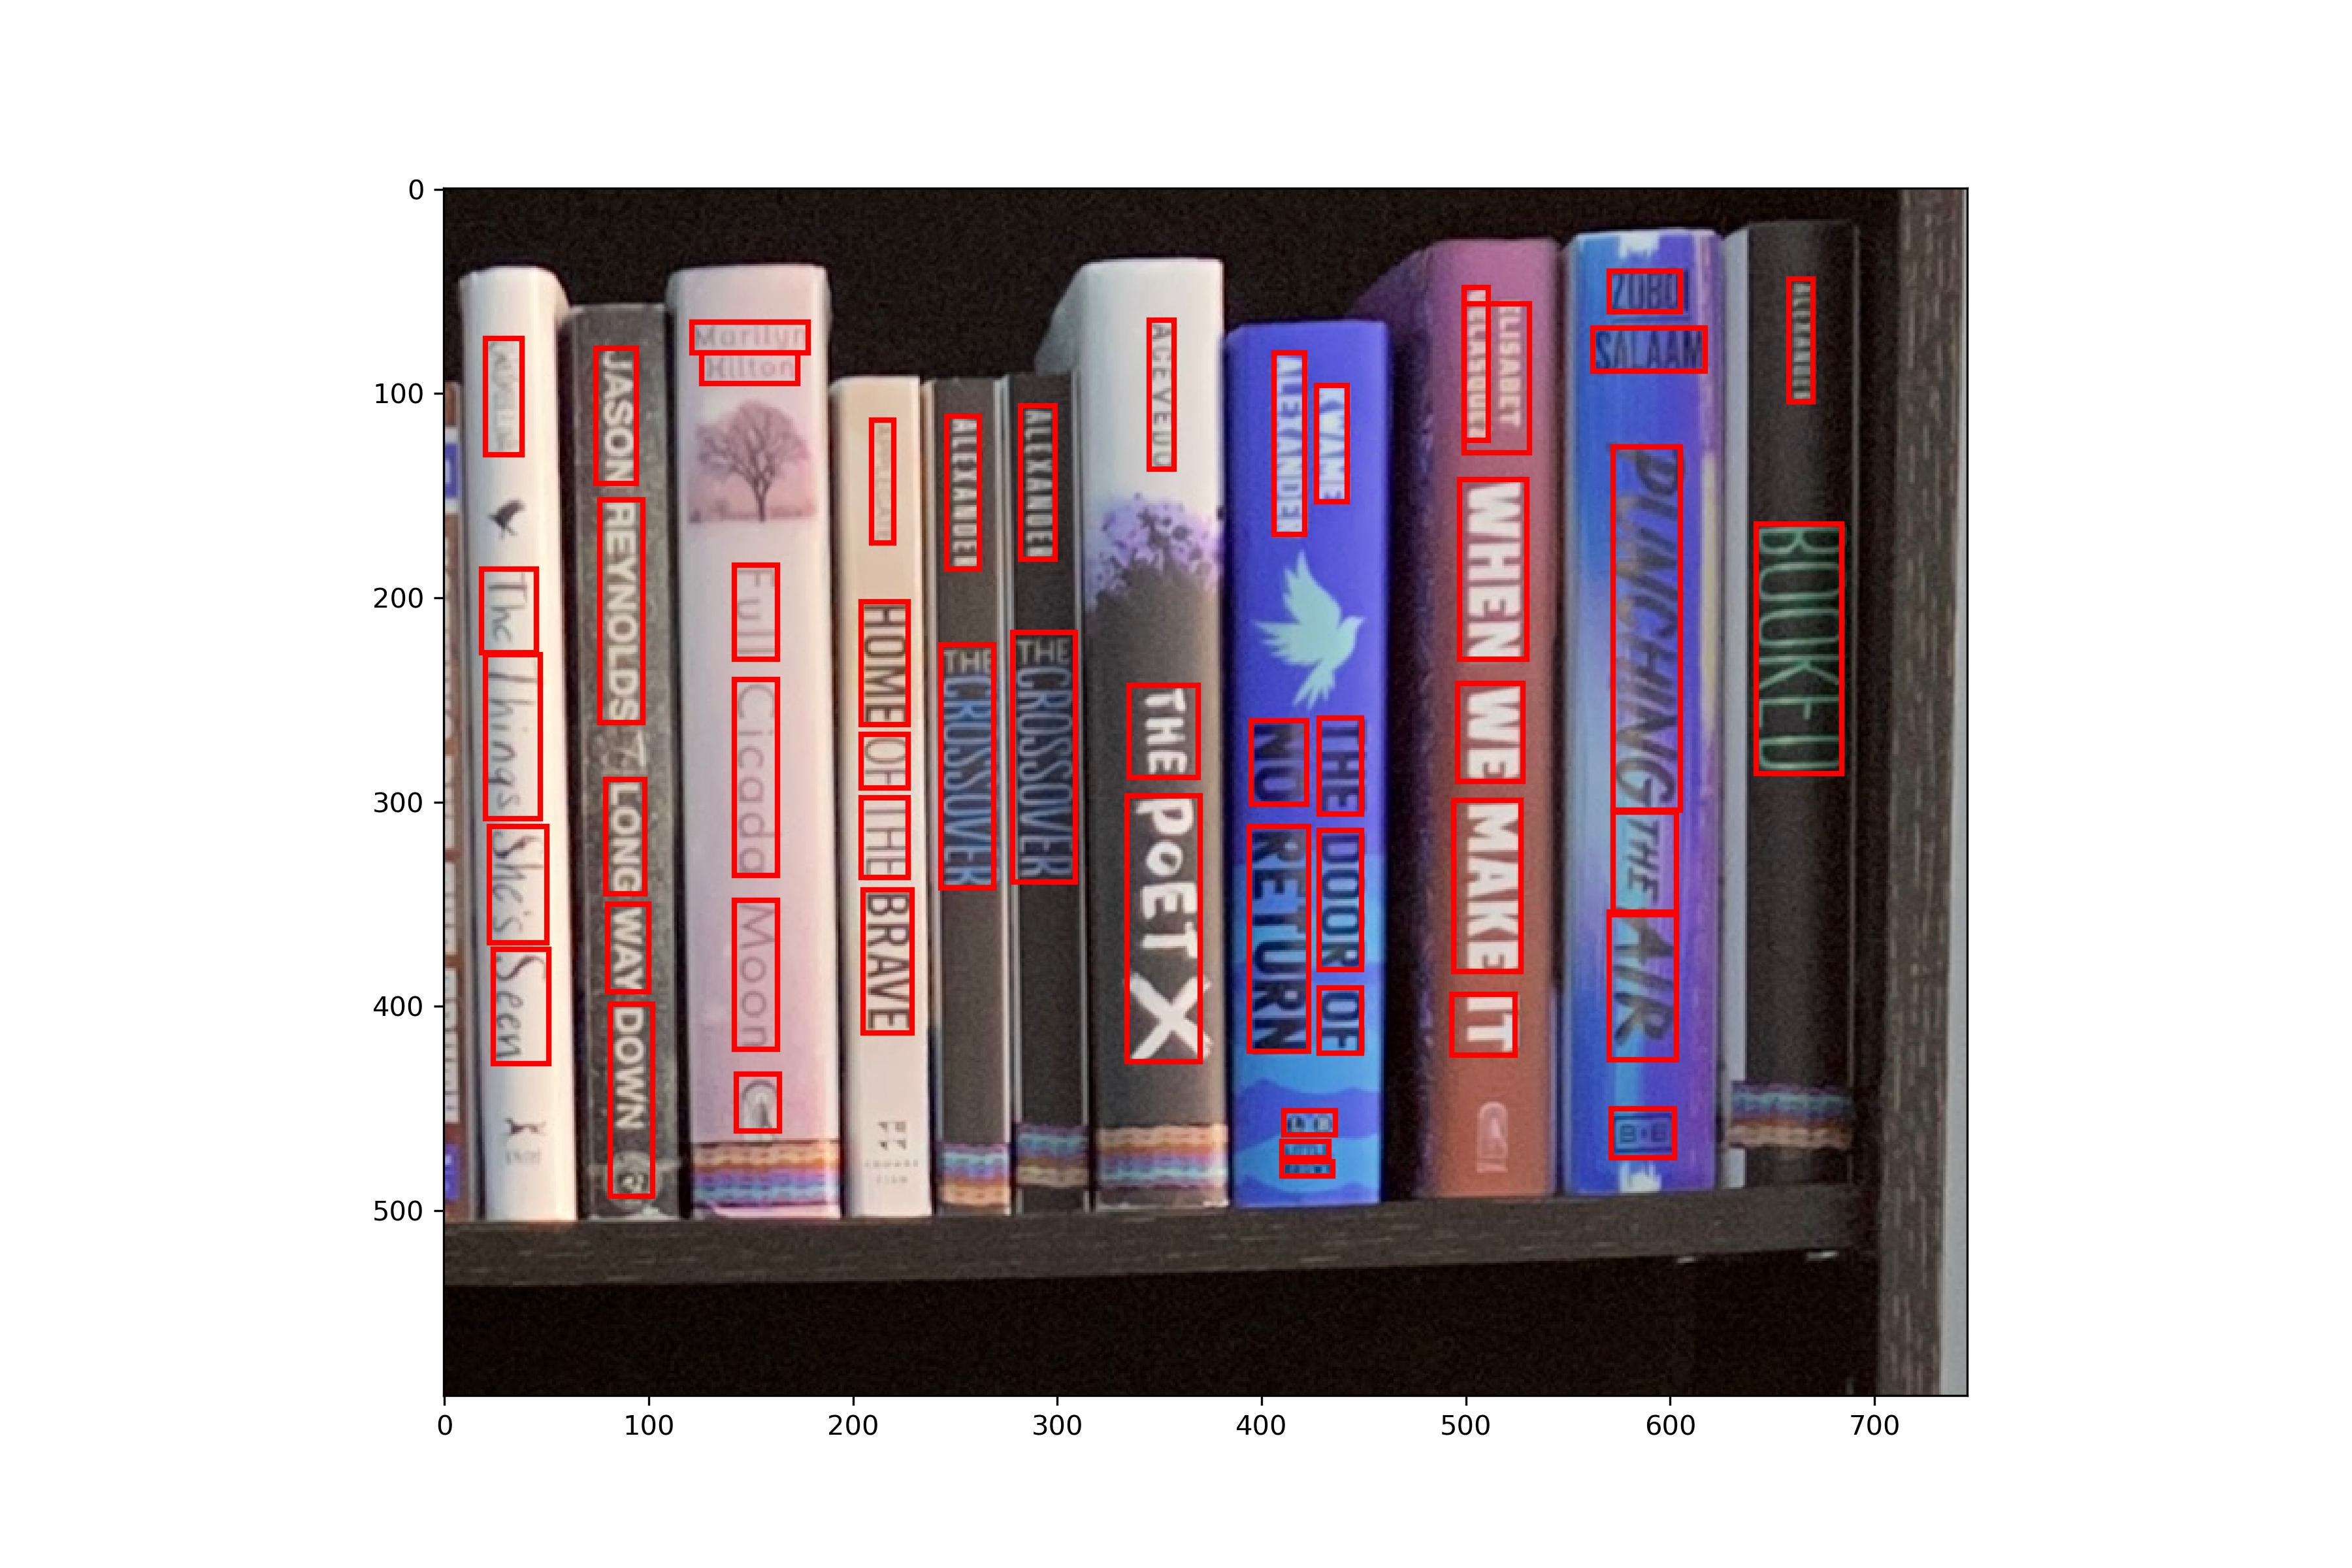 The Things She's Seen
JASON REYNOLDS
LONG WAY DOWN
Marilyn
Hilton
Full Cicada Moon
HOME OF THE BRAVE
SQUARE
FISH
ALEXANDER
THE
CROSSOVER
ALEXANDER
THE
CROSSOVER
ACEVEDO
THE POET X
KWAME
ALEXANDER
THE DOOR OF
NO RETURN
ELISABET
VELASQUEZ
WHEN WE MAKE IT
ZOBOI
SALAAM
PUNCHING THE AIR
B+B
ALEXANDER
BOOKED
0
100
200
300
400
500
0
100
200
300
400
500
600
700